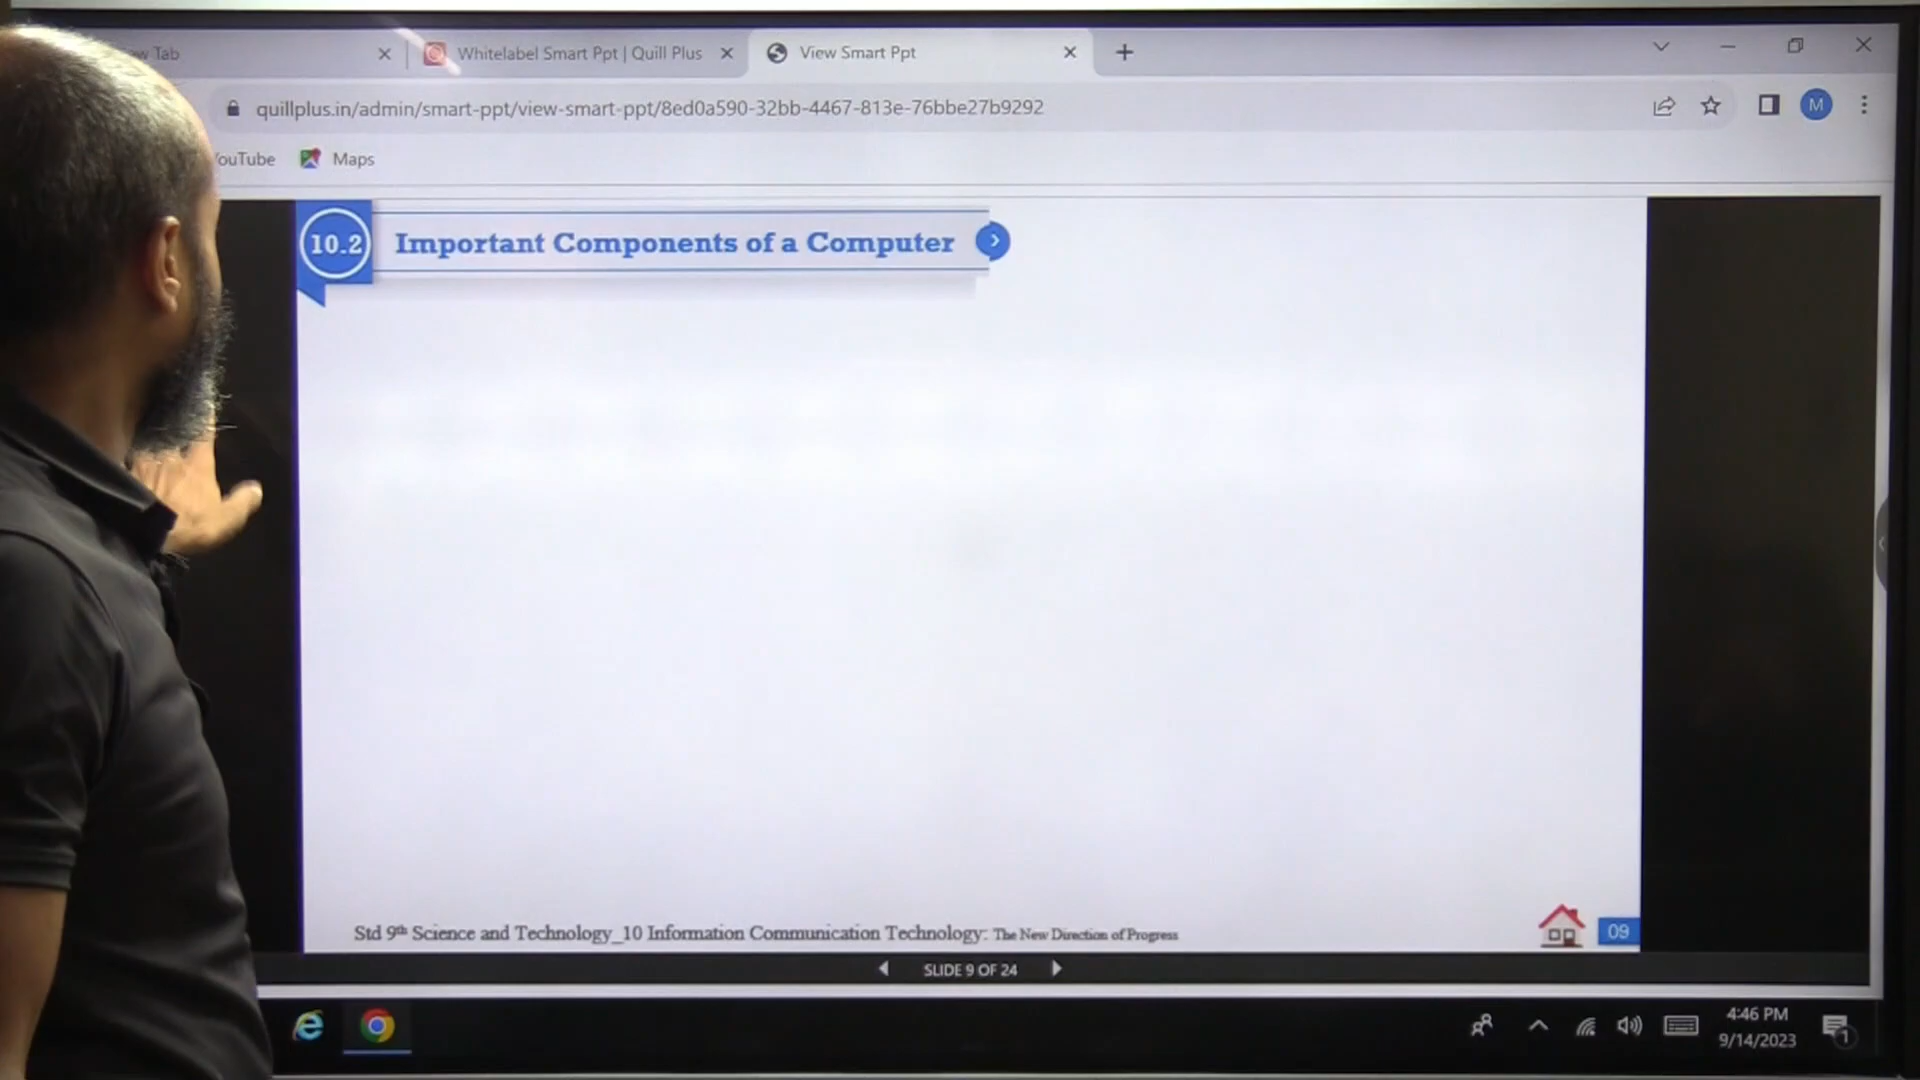 w Tab
Whitelabel Smart Ppt | Quill Plus
View Smart Ppt
quillplus.in/admin/smart-ppt/view-smart-ppt/8ed0a590-32bb-4467-813e-76bbe27b9292
M
ouTube
Maps
10.2 Important Components of a Computer
Std 9th Science and Technology_10 Information Communication Technology: The New Direction of Progress
09
SLIDE 9 OF 24
4:46 PM
9/14/2023
1